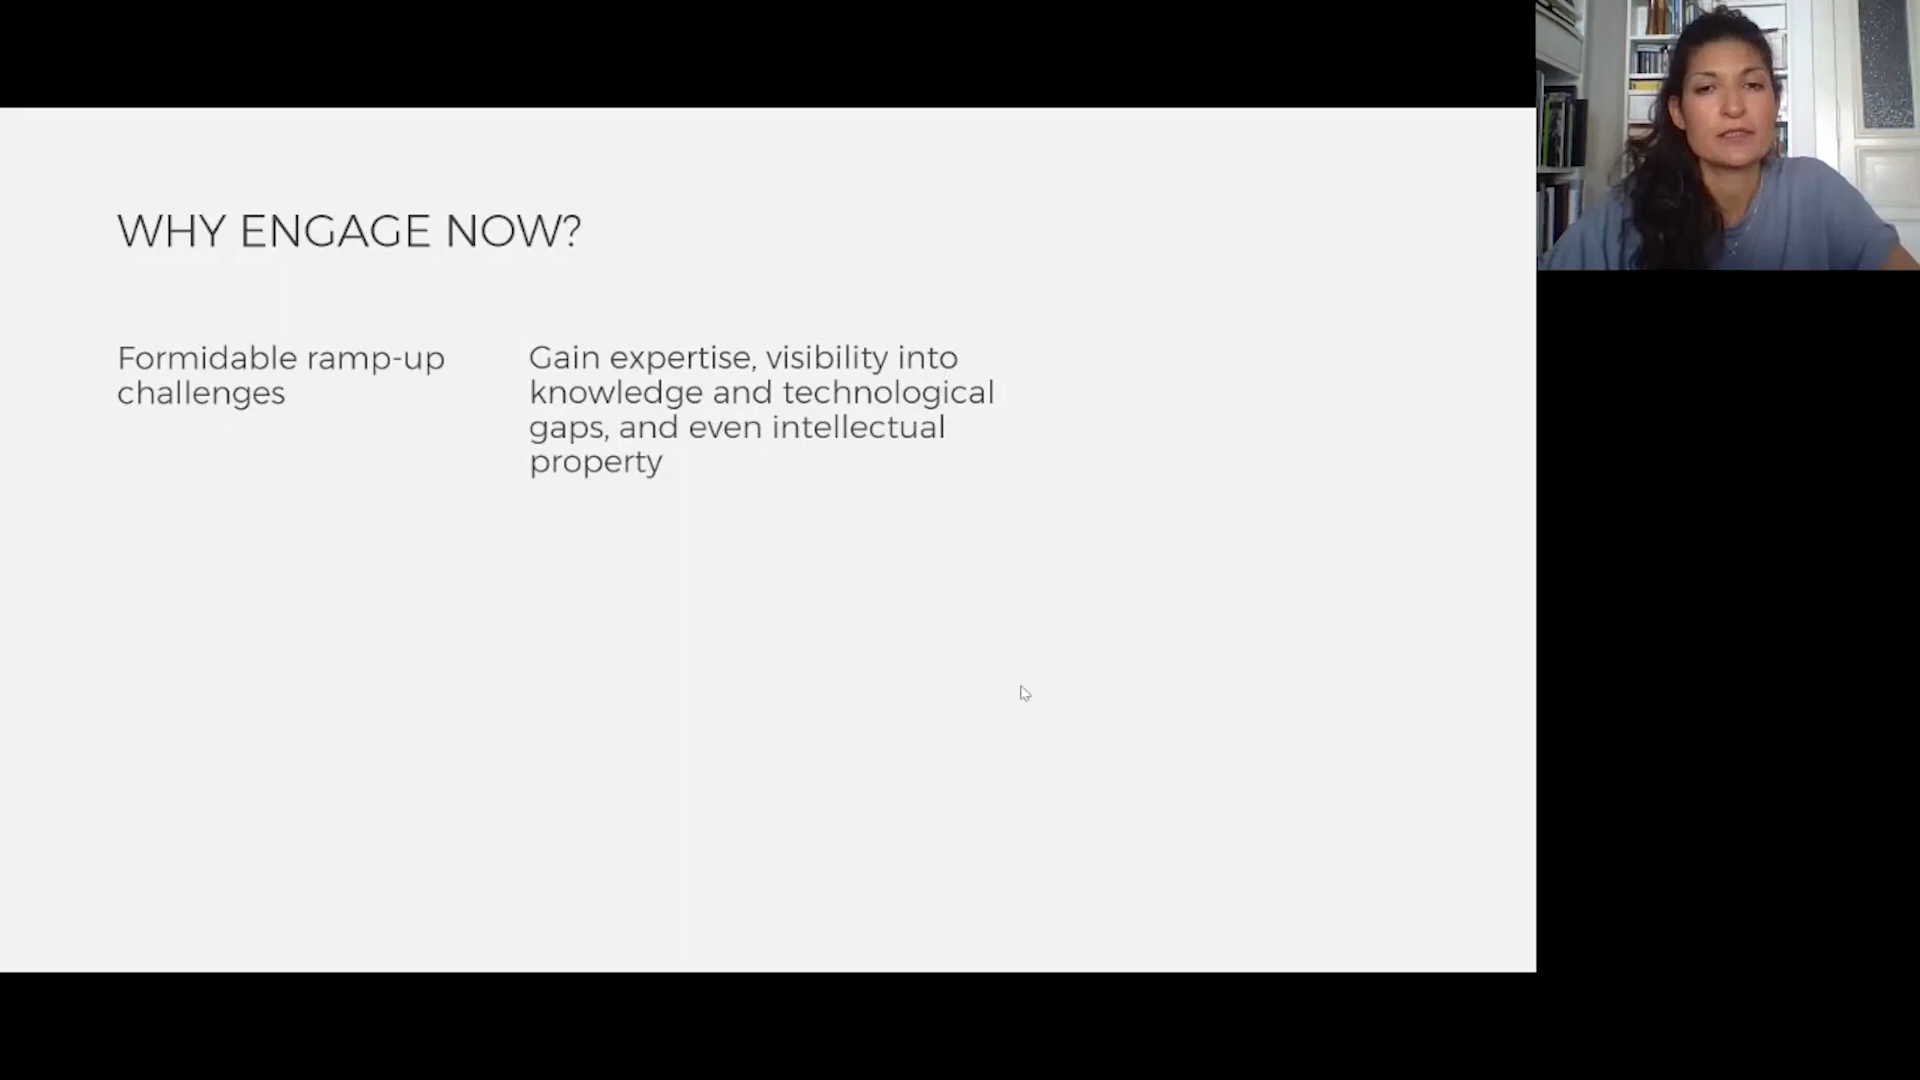 WHY ENGAGE NOW?
Formidable ramp-up
challenges
Gain expertise, visibility into
knowledge and technological
gaps, and even intellectual
property